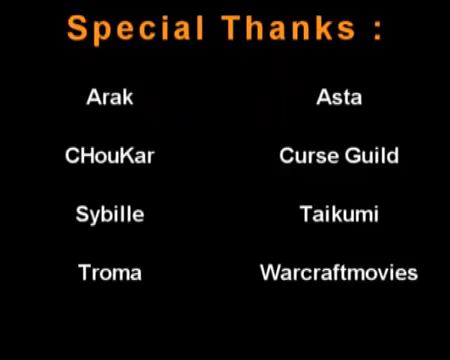 Special Thanks :
Arak Asta
CHouKar Curse Guild
Sybille Taikumi
Troma Warcraftmovies